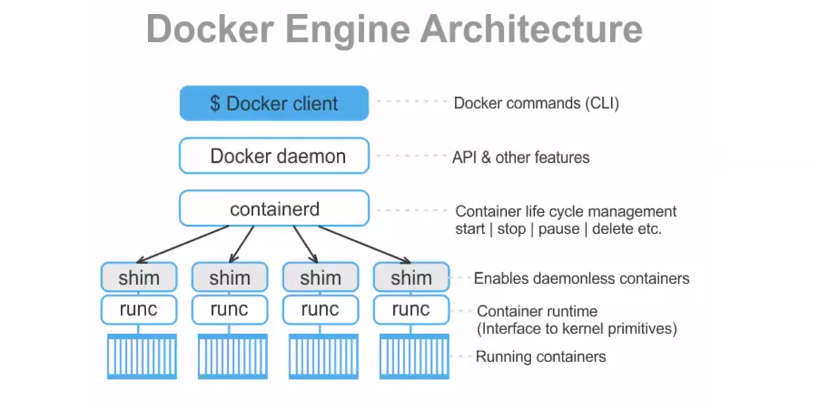 Docker Engine Architecture
$ Docker client
Docker commands (CLI)
Docker daemon
API & other features
containerd
Container life cycle management
start | stop | pause | delete etc.
shim shim shim shim
Enables daemonless containers
runc runc runc runc
Container runtime
(Interface to kernel primitives)
Running containers